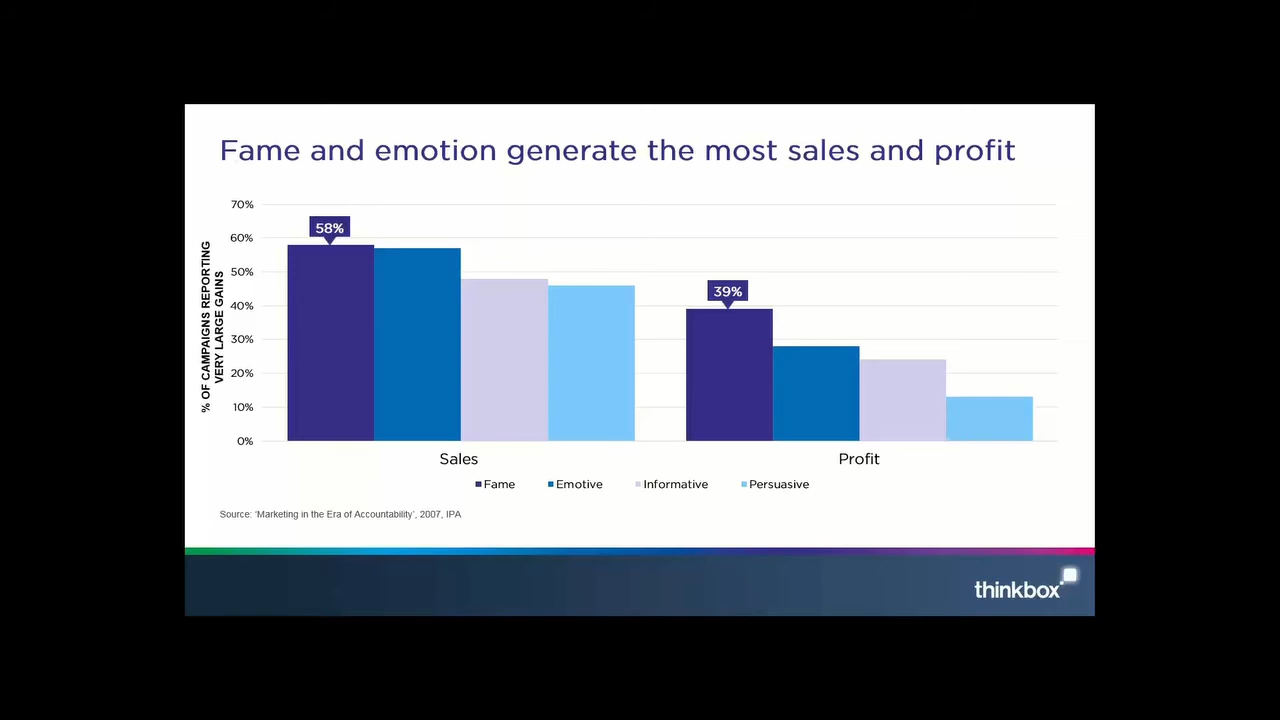 Fame and emotion generate the most sales and profit
% OF CAMPAIGNS REPORTING
VERY LARGE GAINS
70%
60%
50%
40%
30%
20%
10%
0%
58%
39%
Sales
Profit
Fame Emotive Informative Persuasive
Source: 'Marketing in the Era of Accountability', 2007, IPA
thinkbox